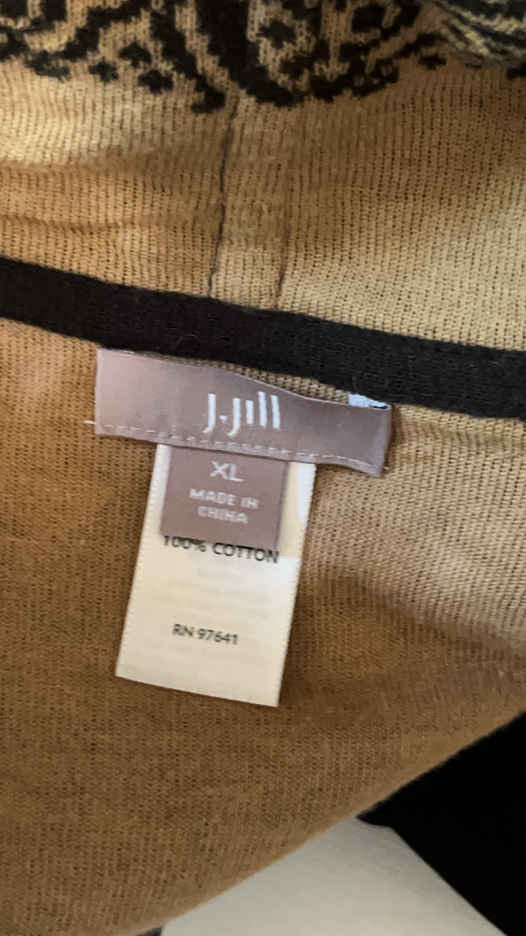 J.Jill
XL
MADE IN
CHINA
100% COTTON
RN 97641